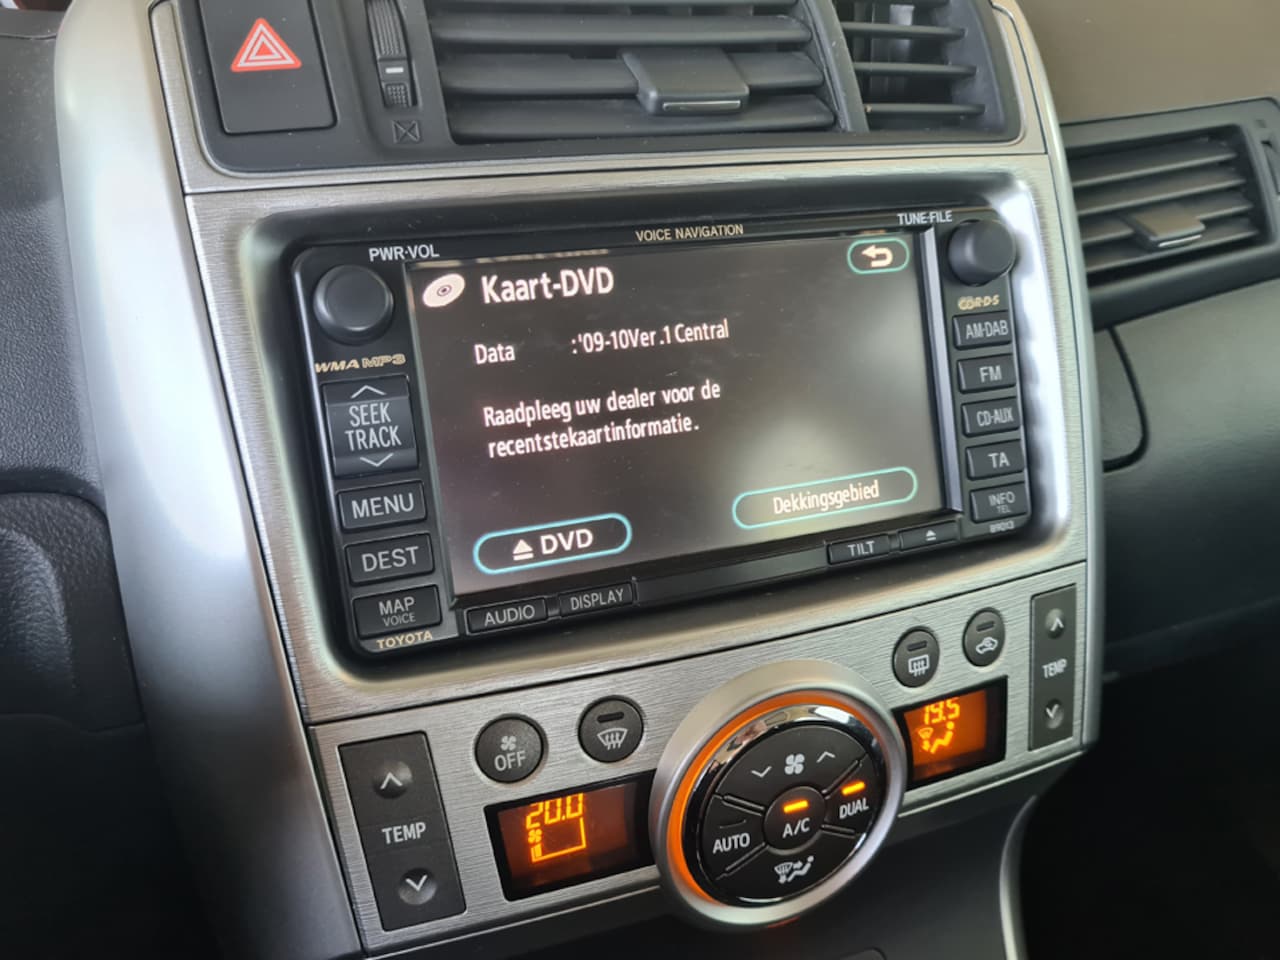 PWR·VOL
VOICE NAVIGATION
TUNE·FILE
Kaart-DVD
Data :'09-10Ver.1 Central
Raadpleeg uw dealer voor de
recentstekaartinformatie.
DVD
Dekkingsgebied
WMA MP3
SEEK
TRACK
MENU
DEST
MAP
VOICE
TOYOTA
AUDIO
DISPLAY
TILT
R·D·S
AM·DAB
FM
CD·AUX
TA
INFO
TEL
B9013
OFF
TEMP
20.0
AUTO
A/C
DUAL
19.5
TEMP